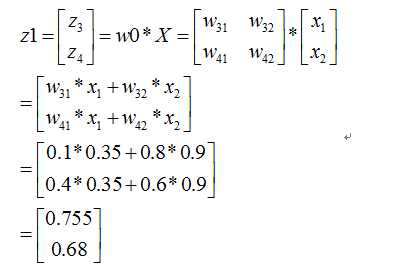 z1 = [z₃ z₄] = w0 * X = [w₃₁ w₃₂ w₄₁ w₄₂] * [x₁ x₂]
= [w₃₁ * x₁ + w₃₂ * x₂
w₄₁ * x₁ + w₄₂ * x₂]
= [0.1*0.35+0.8*0.9
0.4*0.35+0.6*0.9]
= [0.755
0.68]